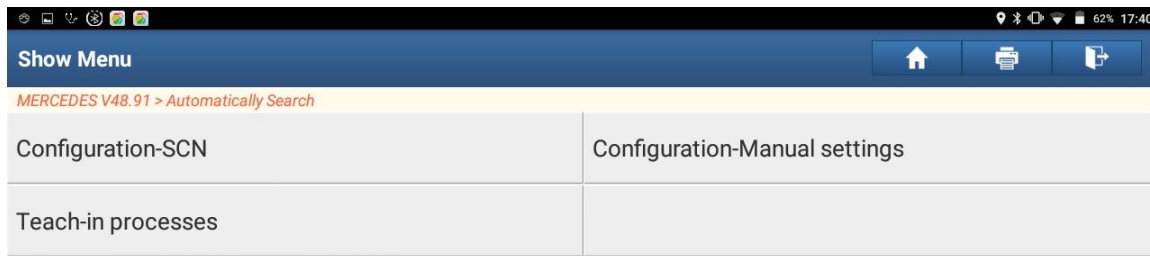 62% 17:40
Show Menu
MERCEDES V48.91 > Automatically Search
Configuration-SCN
Configuration-Manual settings
Teach-in processes